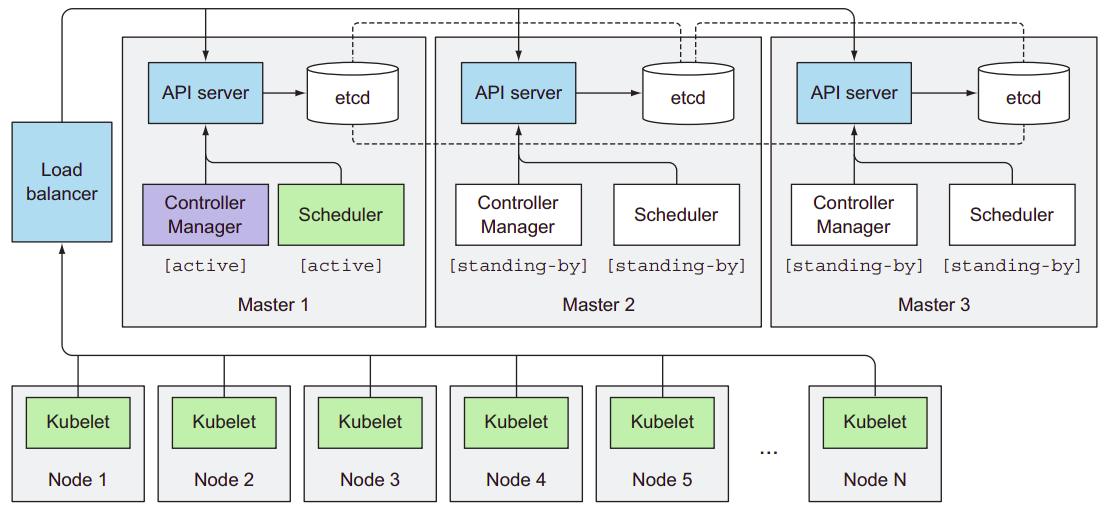 API server
etcd
API server
etcd
API server
etcd
Load
balancer
Controller
Manager
Scheduler
Controller
Manager
Scheduler
Controller
Manager
Scheduler
[active]
[active]
[standing-by]
[standing-by]
[standing-by]
[standing-by]
Master 1
Master 2
Master 3
Kubelet
Kubelet
Kubelet
Kubelet
Kubelet
Kubelet
...
Node 1
Node 2
Node 3
Node 4
Node 5
Node N